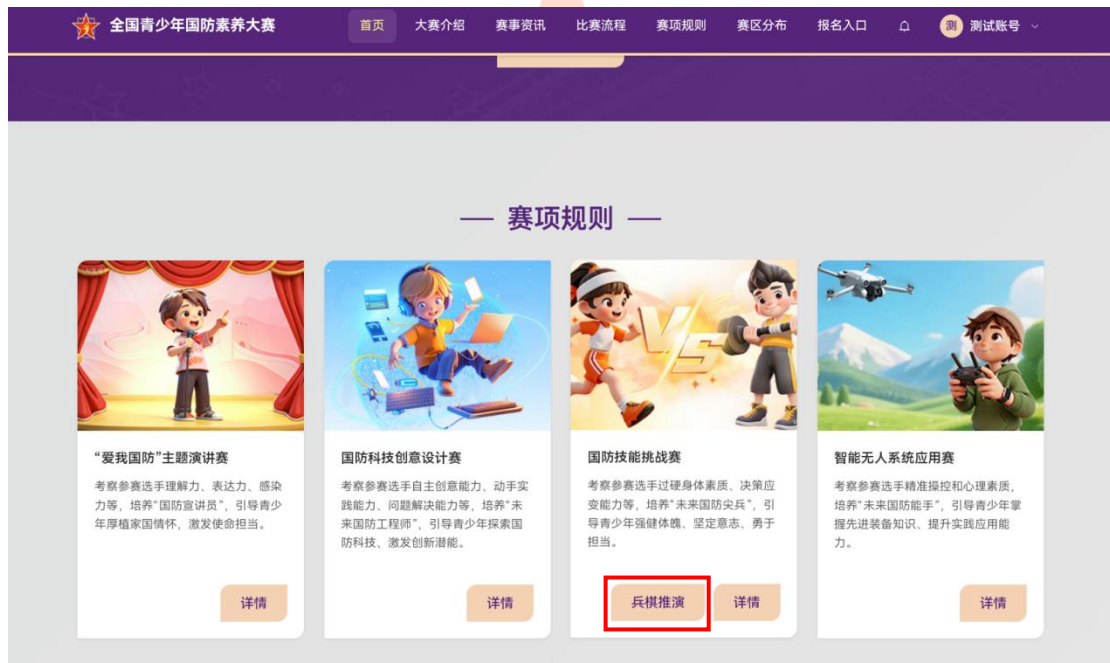 全国青少年国防素养大赛
首页 大赛介绍 赛事资讯 比赛流程 赛项规则 赛区分布 报名入口 测 测试账号
— 赛项规则 —
VS
“爱我国防”主题演讲赛
考察参赛选手理解力、表达力、感染
力等，培养“国防宣讲员”，引导青少
年厚植家国情怀，激发使命担当。
详情
国防科技创意设计赛
考察参赛选手自主创意能力、动手实
践能力、问题解决能力等，培养“未
来国防工程师”，引导青少年探索国
防科技、激发创新潜能。
详情
国防技能挑战赛
考察参赛选手过硬身体素质、决策应
变能力等，培养“未来国防尖兵”，引
导青少年强健体魄、坚定意志、勇于
担当。
兵棋推演 详情
智能无人系统应用赛
考察参赛选手精准操控和心理素质，
培养“未来国防能手”，引导青少年掌
握先进装备知识、提升实践应用能
力。
详情